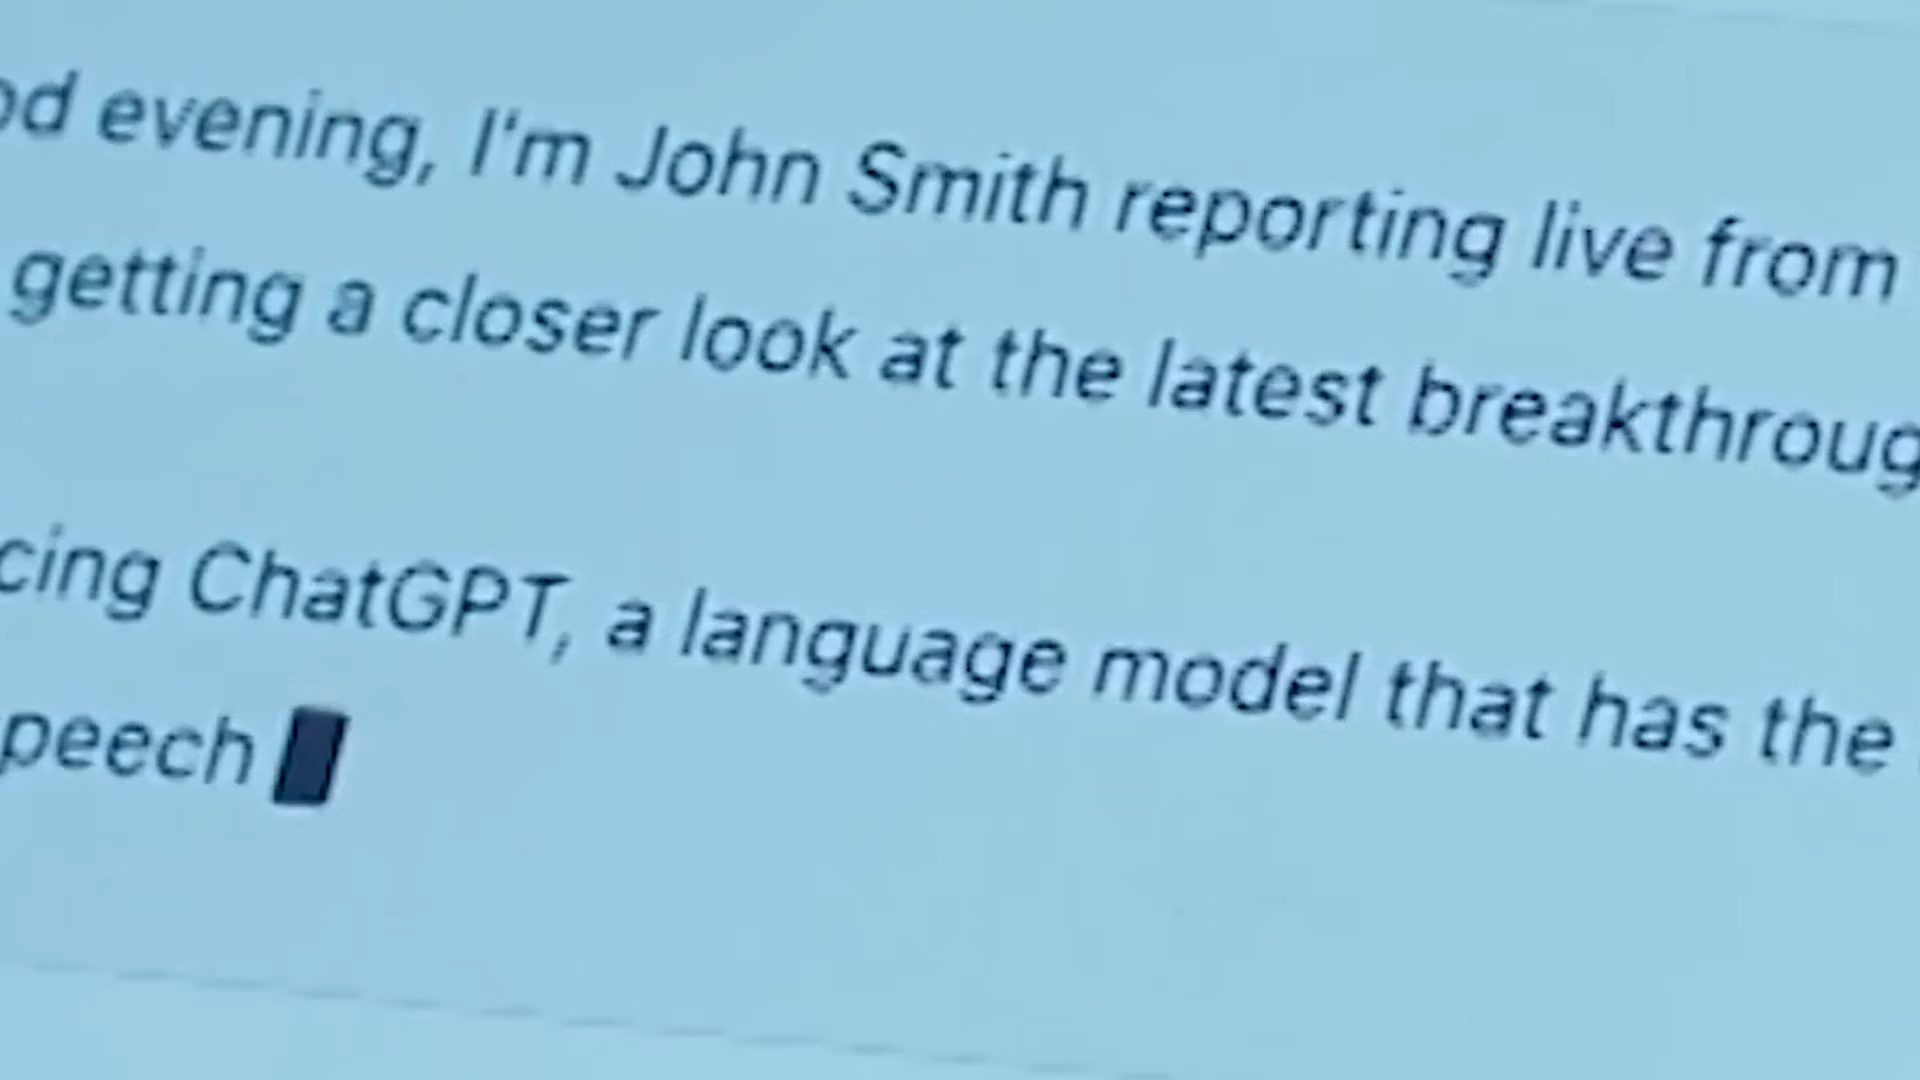 od evening, I'm John Smith reporting live from
getting a closer look at the latest breakthroug
cing ChatGPT, a language model that has the
peech